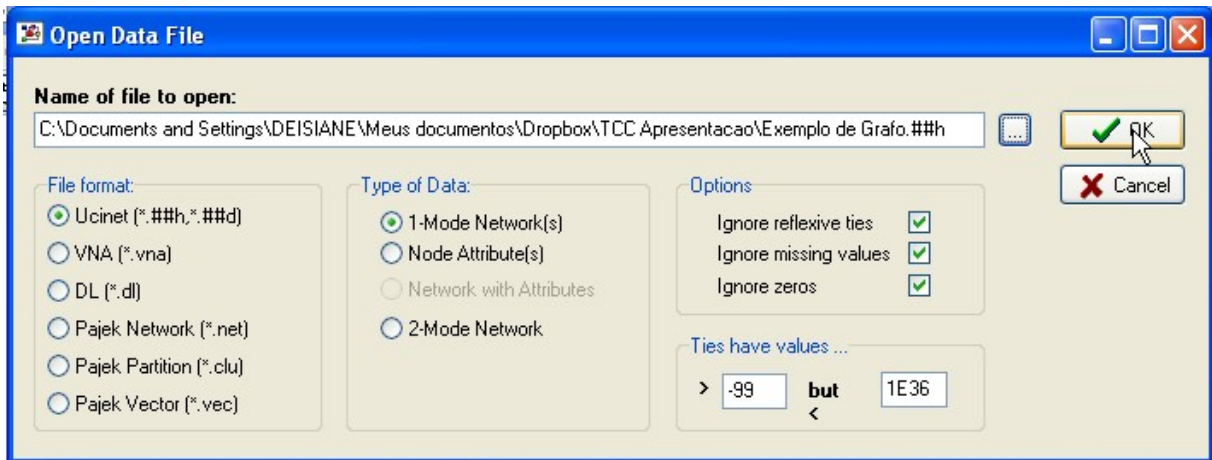 Open Data File
Name of file to open:
C:\Documents and Settings\DEISIANE\Meus documentos\Dropbox\TCC Apresentacao\Exemplo de Grafo.##h
...
OK
Cancel
File format:
Ucinet (*.##h,*.##d)
VNA (*.vna)
DL (*.dl)
Pajek Network (*.net)
Pajek Partition (*.clu)
Pajek Vector (*.vec)
Type of Data:
1-Mode Network(s)
Node Attribute(s)
Network with Attributes
2-Mode Network
Options
Ignore reflexive ties
Ignore missing values
Ignore zeros
Ties have values ...
> -99 but < 1E36